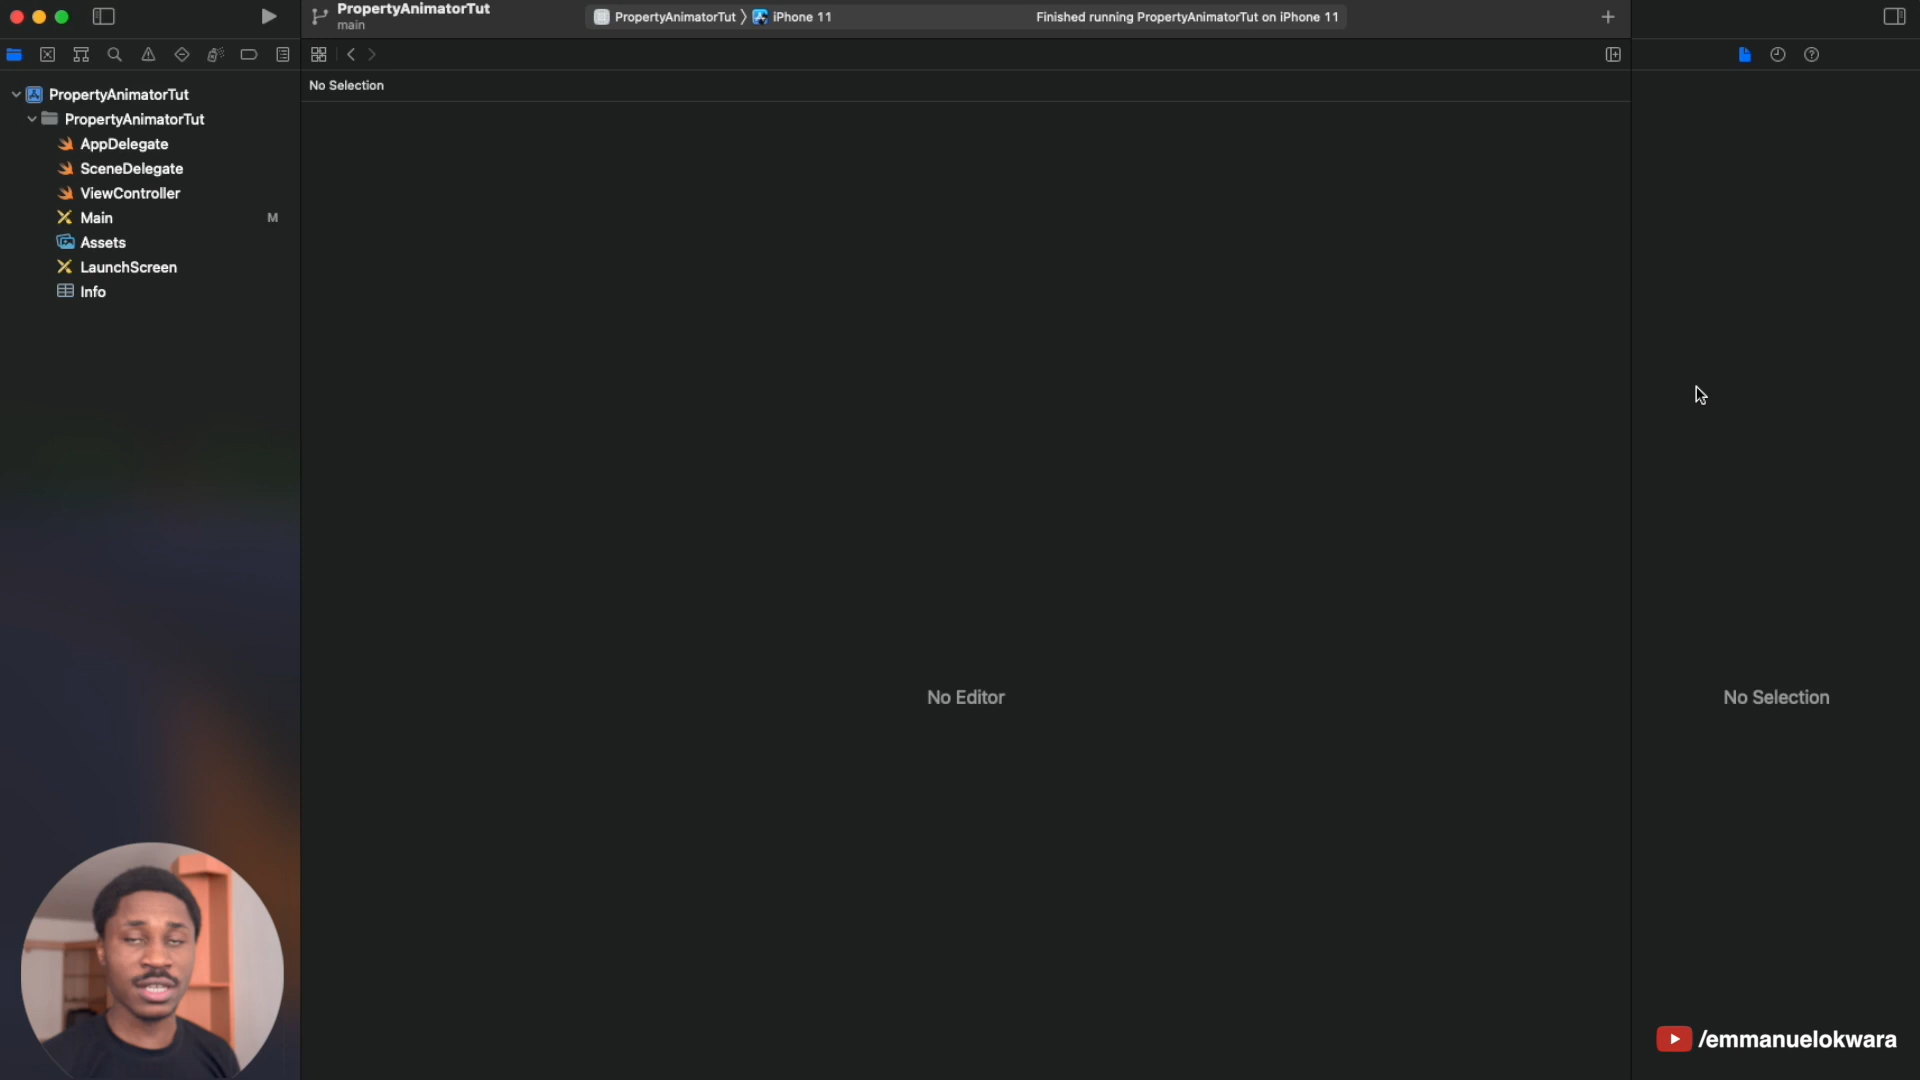 PropertyAnimatorTut
main
PropertyAnimatorTut
iPhone 11
Finished running PropertyAnimatorTut on iPhone 11
No Selection
PropertyAnimatorTut
PropertyAnimatorTut
AppDelegate
SceneDelegate
ViewController
Main
M
Assets
LaunchScreen
Info
No Editor
No Selection
/emmanuelokwara